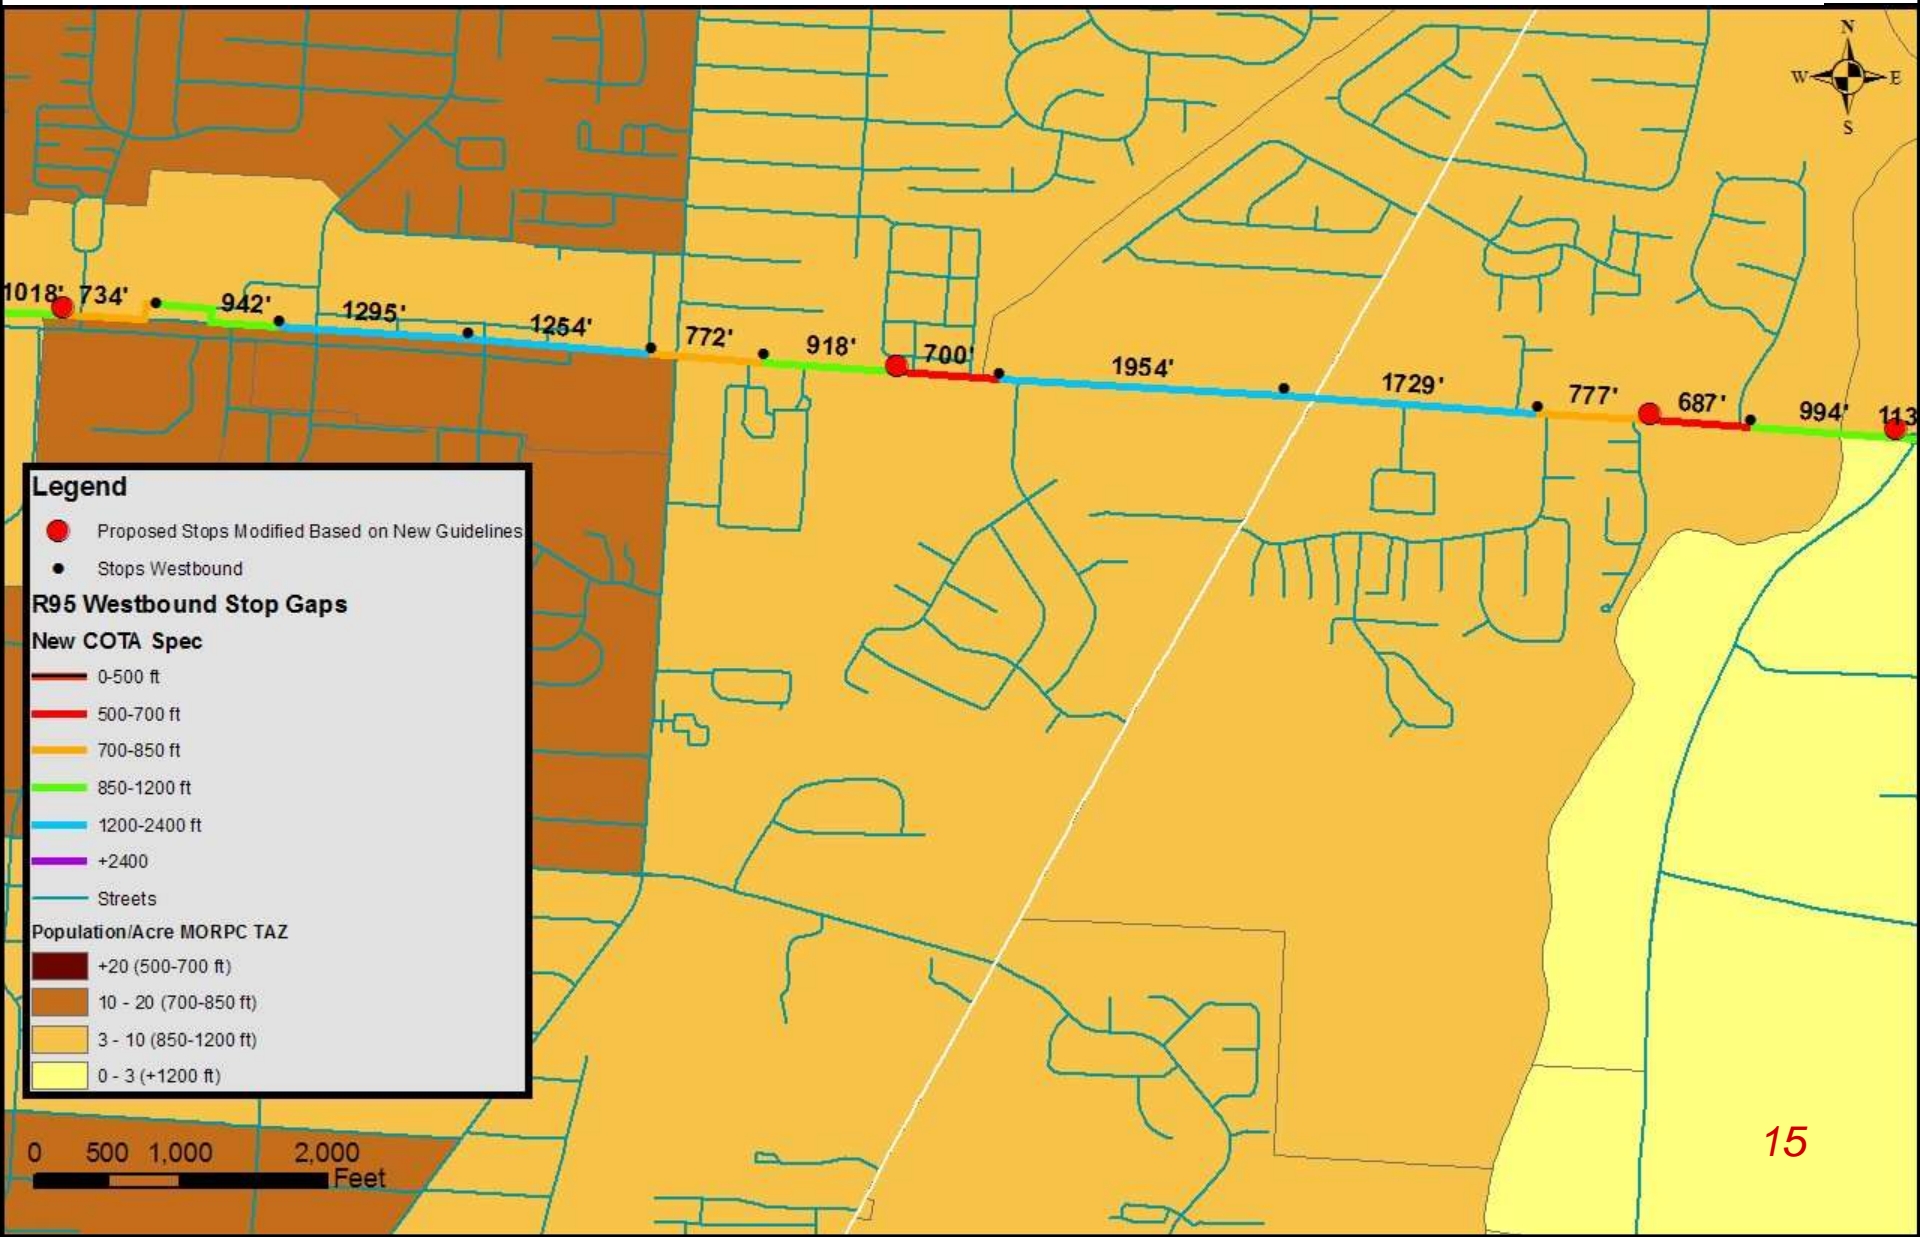 N
W E
S
1018' 734' 942' 1295' 1254' 772' 918' 700' 1954' 1729' 777' 687' 994' 113
Legend
Proposed Stops Modified Based on New Guidelines
Stops Westbound
R95 Westbound Stop Gaps
New COTA Spec
0-500 ft
500-700 ft
700-850 ft
850-1200 ft
1200-2400 ft
+2400
Streets
Population/Acre MORPC TAZ
+20 (500-700 ft)
10 - 20 (700-850 ft)
3 - 10 (850-1200 ft)
0 - 3 (+1200 ft)
0 500 1,000 2,000
Feet
15